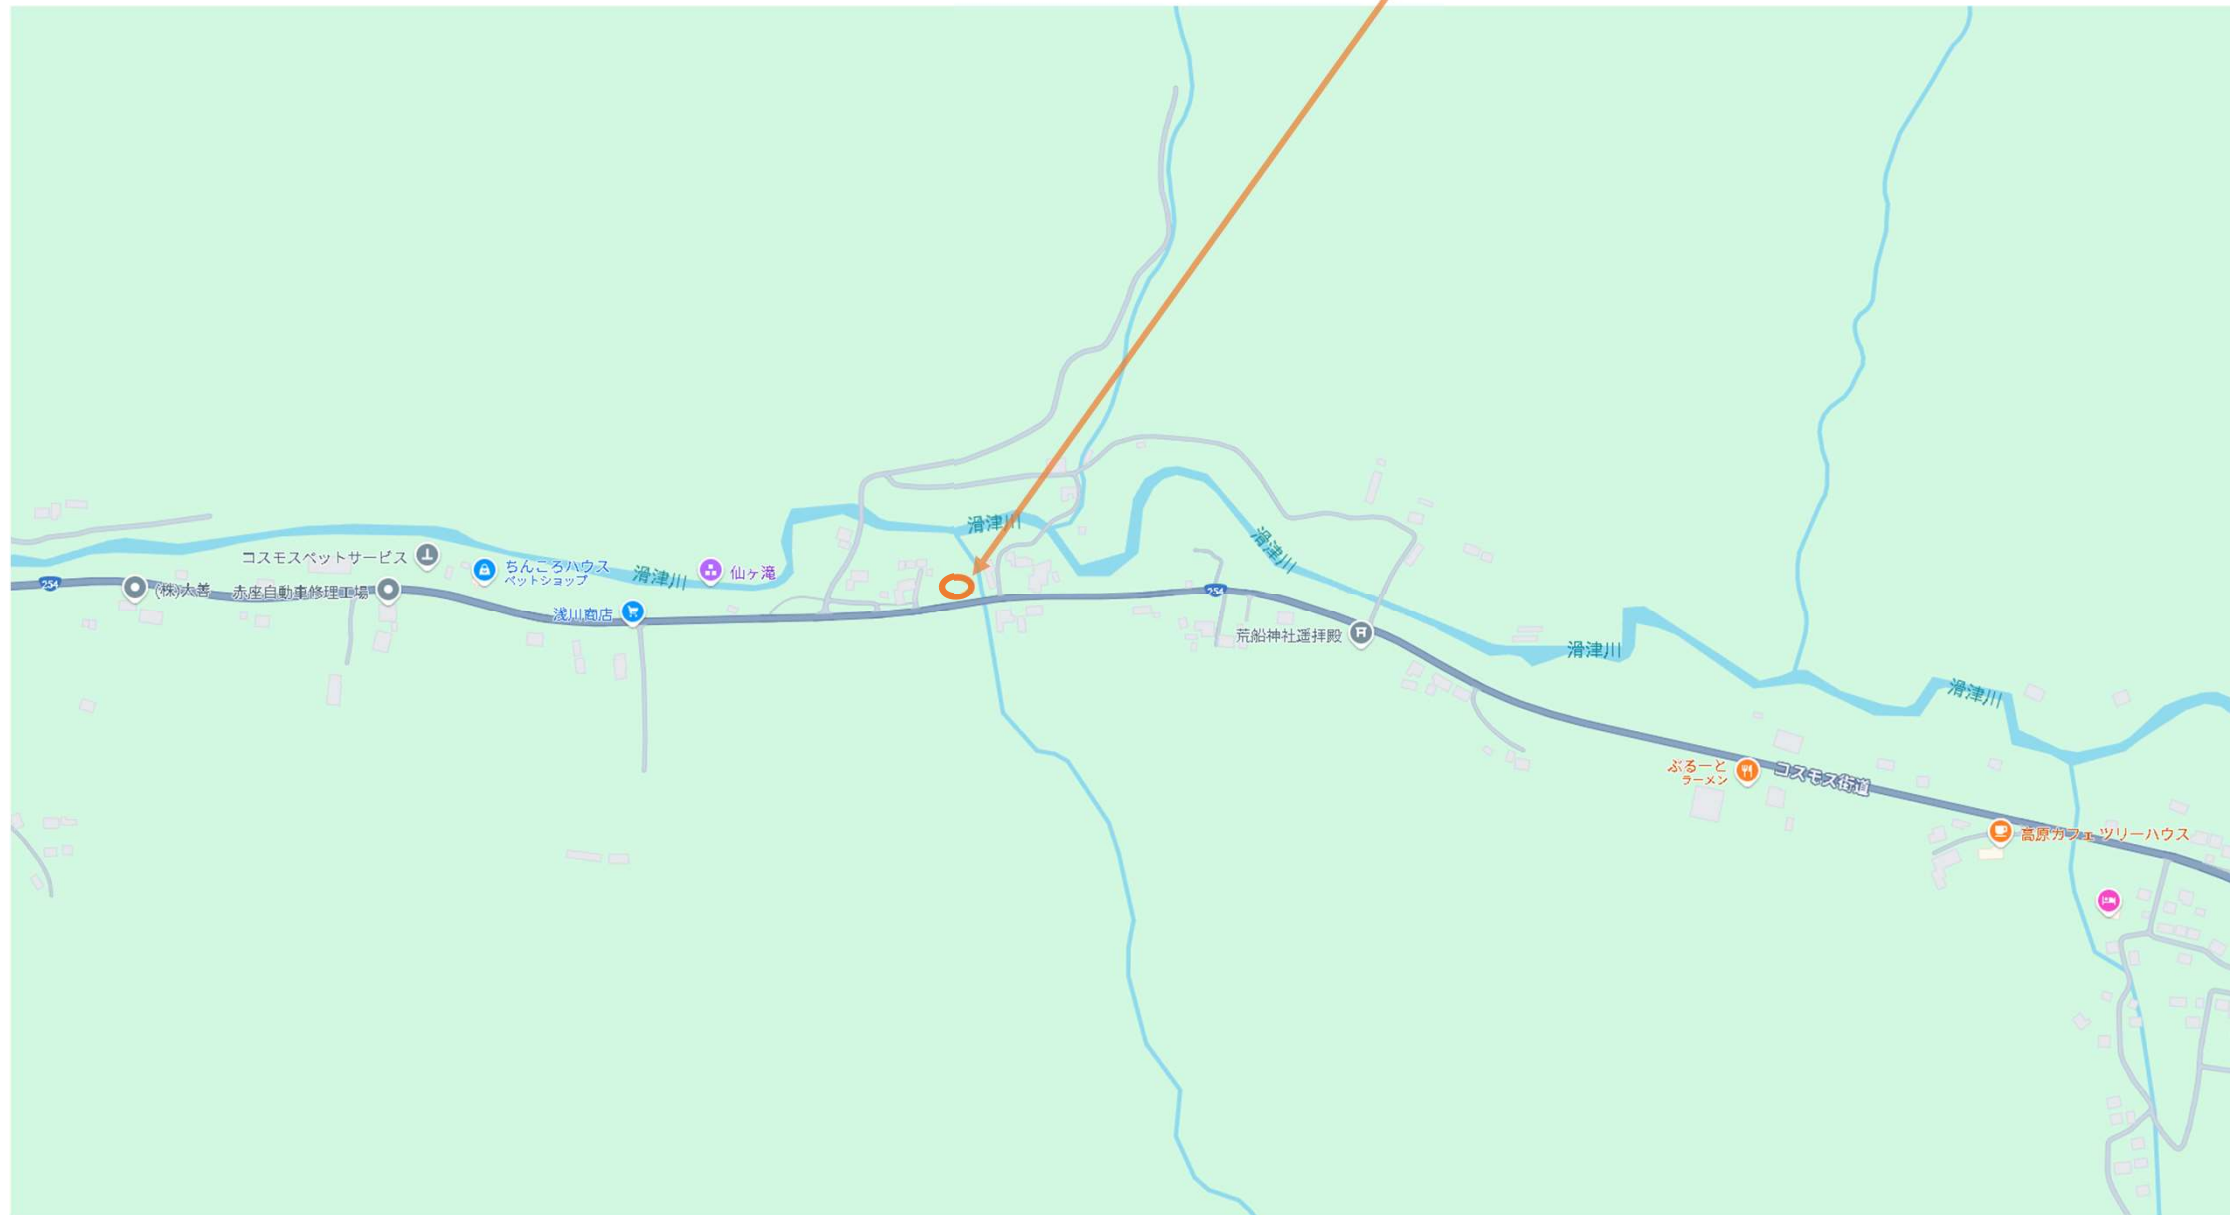 滑津川
滑津川
コスモスペットサービス
ちんころハウス
ペットショップ
滑津川
仙ヶ滝
254
(株)大善
赤座自動車修理工場
浅川商店
254
荒船神社遥拝殿
滑津川
滑津川
ぶるーと
ラーメン
コスモス街道
高原カフェ ツリーハウス